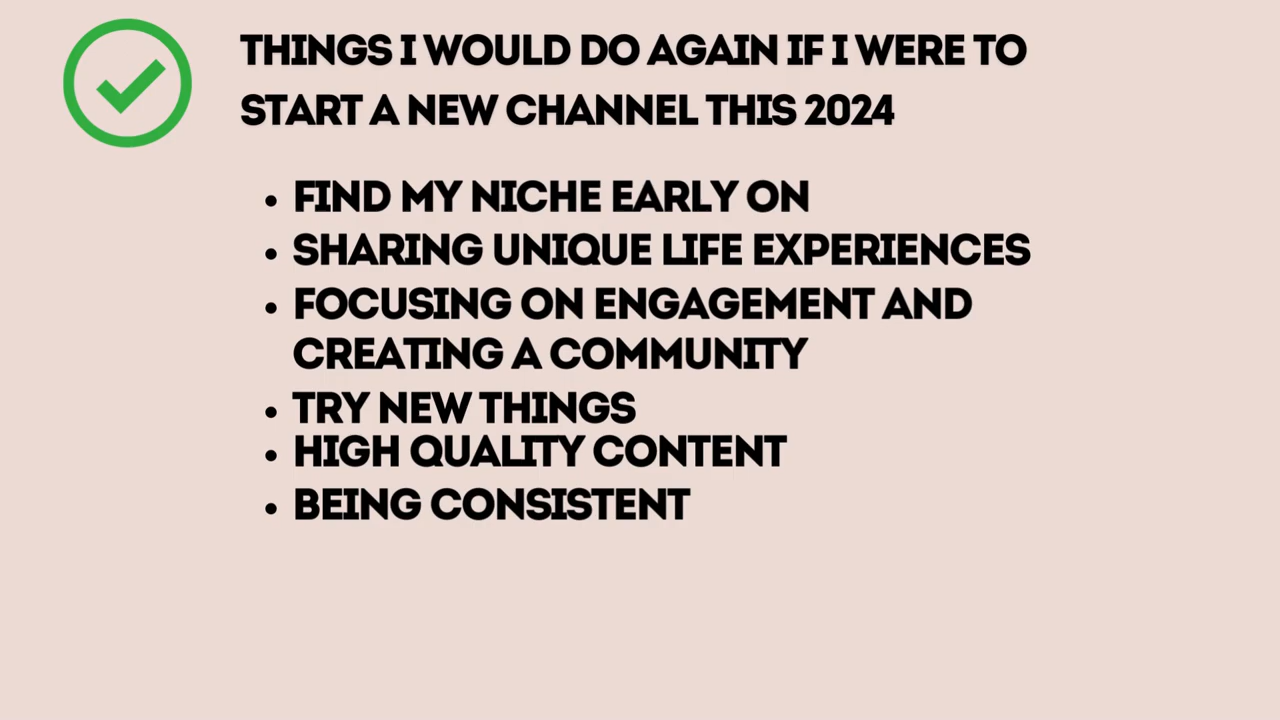 THINGS I WOULD DO AGAIN IF I WERE TO
START A NEW CHANNEL THIS 2024
• FIND MY NICHE EARLY ON
• SHARING UNIQUE LIFE EXPERIENCES
• FOCUSING ON ENGAGEMENT AND
CREATING A COMMUNITY
• TRY NEW THINGS
• HIGH QUALITY CONTENT
• BEING CONSISTENT